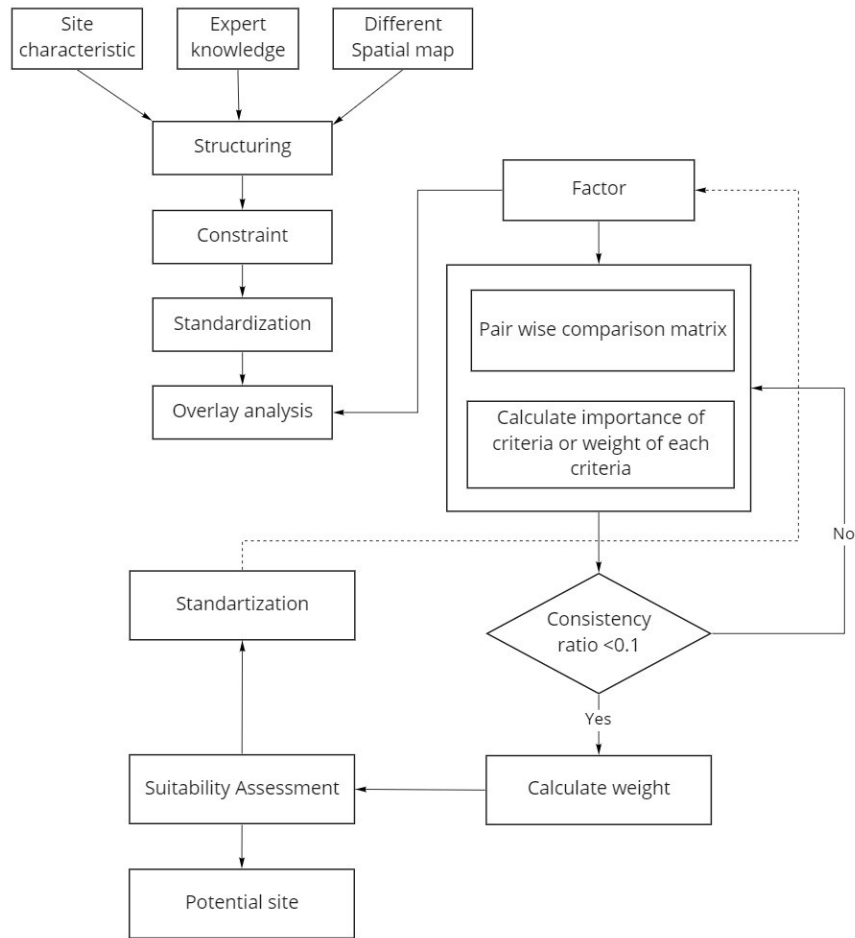 Site
characteristic
Expert
knowledge
Different
Spatial map
Structuring
Factor
Constraint
Standardization
Pair wise comparison matrix
Overlay analysis
Calculate importance of
criteria or weight of each
criteria
No
Standartization
Consistency
ratio <0.1
Yes
Suitability Assessment
Calculate weight
Potential site